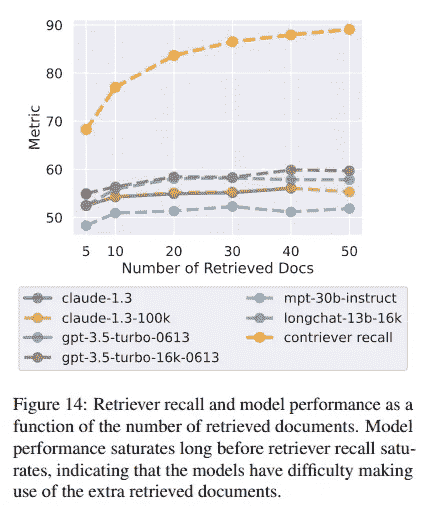 90
80
70
60
50
Metric
5 10 20 30 40 50
Number of Retrieved Docs
claude-1.3
claude-1.3-100k
gpt-3.5-turbo-0613
gpt-3.5-turbo-16k-0613
mpt-30b-instruct
longchat-13b-16k
contriever recall
Figure 14: Retriever recall and model performance as a
function of the number of retrieved documents. Model
performance saturates long before retriever recall satu-
rates, indicating that the models have difficulty making
use of the extra retrieved documents.